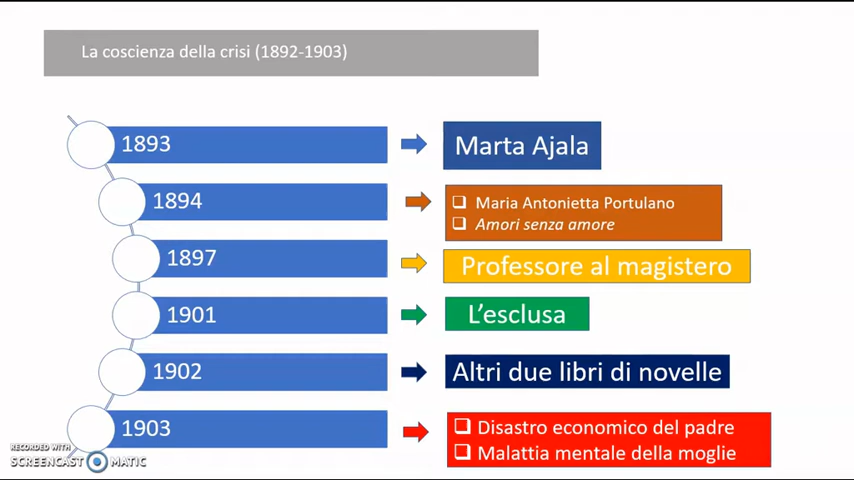 La coscienza della crisi (1892-1903)
1893
Marta Ajala
1894
Maria Antonietta Portulano
Amori senza amore
1897
Professore al magistero
1901
L'esclusa
1902
Altri due libri di novelle
1903
Disastro economico del padre
Malattia mentale della moglie
RECORDED WITH
SCREENCAST MATIC